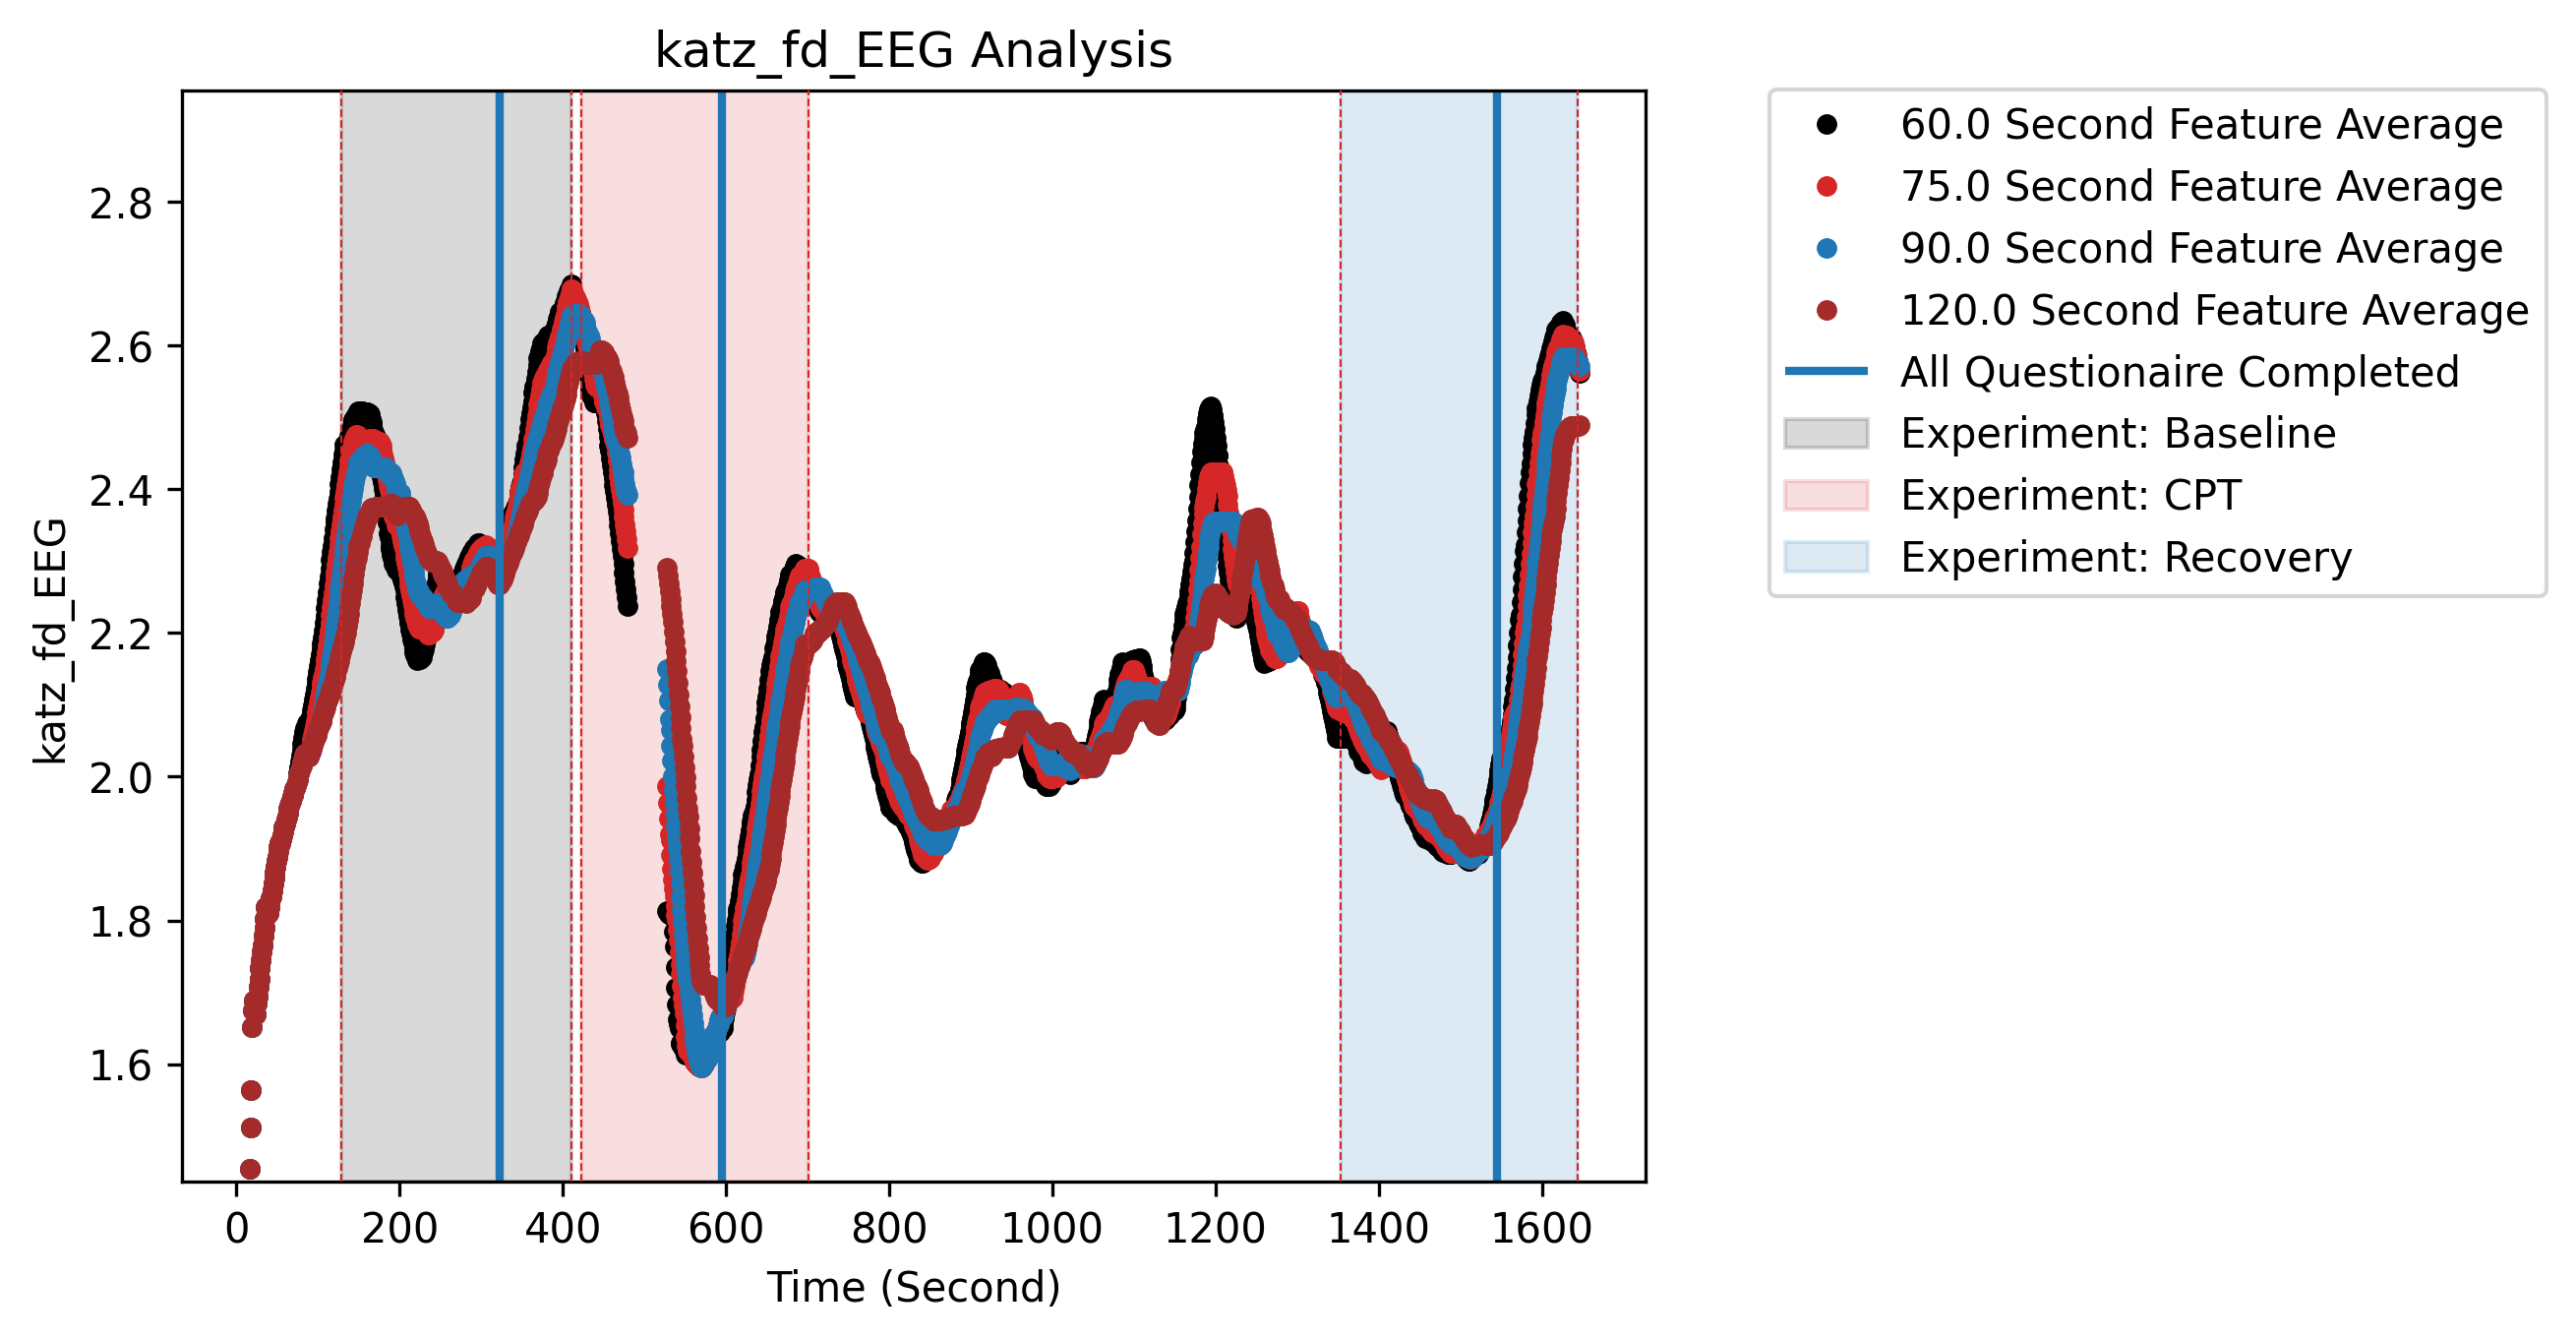 katz_fd_EEG Analysis
katz_fd_EEG
2.8
2.6
2.4
2.2
2.0
1.8
1.6
0 200 400 600 800 1000 1200 1400 1600
Time (Second)
60.0 Second Feature Average
75.0 Second Feature Average
90.0 Second Feature Average
120.0 Second Feature Average
All Questionaire Completed
Experiment: Baseline
Experiment: CPT
Experiment: Recovery